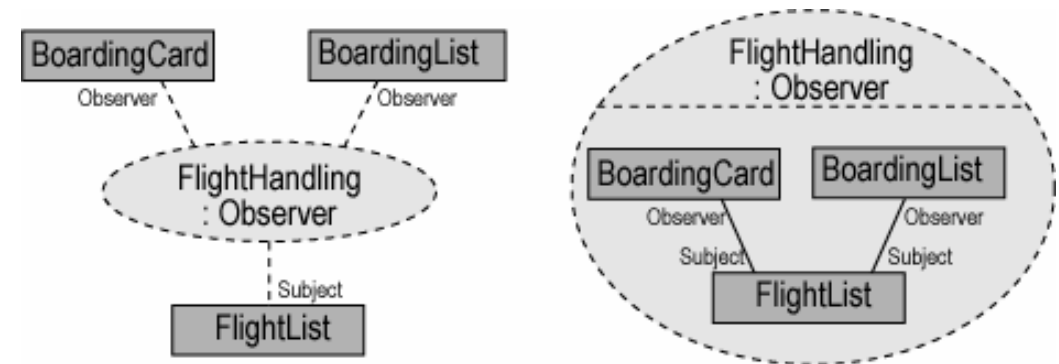 BoardingCard
BoardingList
Observer
Observer
FlightHandling
: Observer
Subject
FlightList
FlightHandling
: Observer
BoardingCard
BoardingList
Observer
Observer
Subject
Subject
FlightList